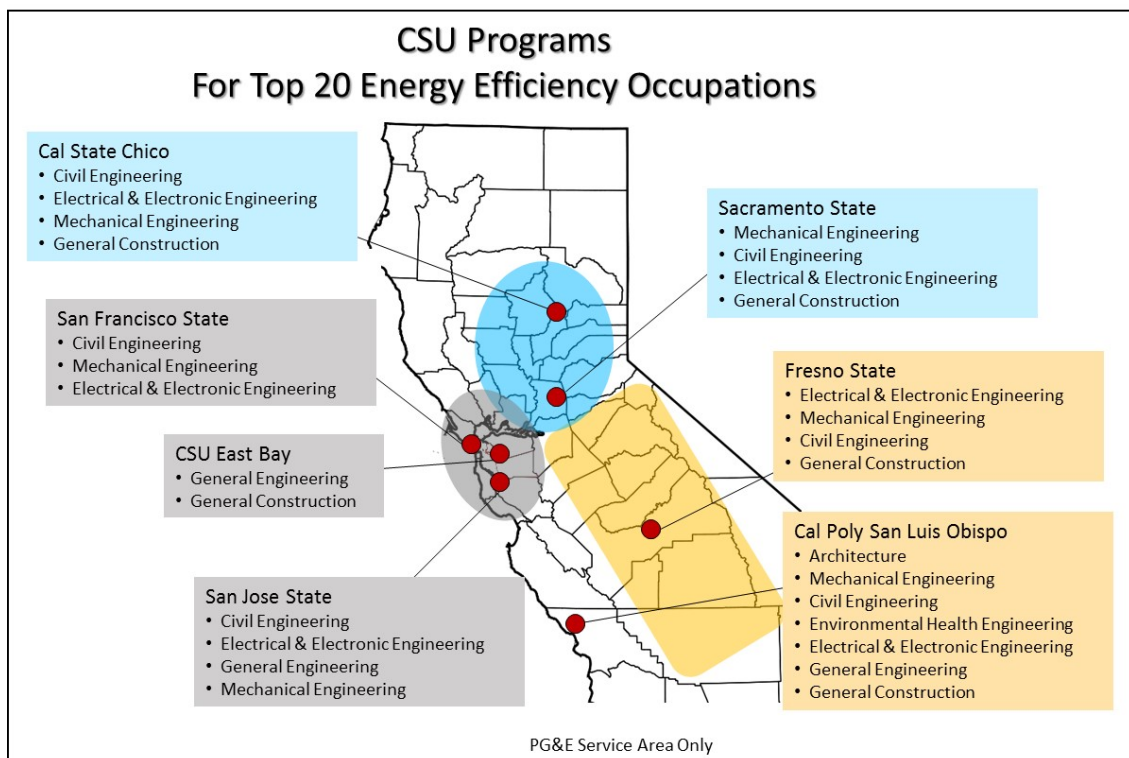 CSU Programs
For Top 20 Energy Efficiency Occupations
Cal State Chico
• Civil Engineering
• Electrical & Electronic Engineering
• Mechanical Engineering
• General Construction
Sacramento State
• Mechanical Engineering
• Civil Engineering
• Electrical & Electronic Engineering
• General Construction
San Francisco State
• Civil Engineering
• Mechanical Engineering
• Electrical & Electronic Engineering
Fresno State
• Electrical & Electronic Engineering
• Mechanical Engineering
• Civil Engineering
• General Construction
CSU East Bay
• General Engineering
• General Construction
Cal Poly San Luis Obispo
• Architecture
• Mechanical Engineering
• Civil Engineering
• Environmental Health Engineering
• Electrical & Electronic Engineering
• General Engineering
• General Construction
San Jose State
• Civil Engineering
• Electrical & Electronic Engineering
• General Engineering
• Mechanical Engineering
PG&E Service Area Only